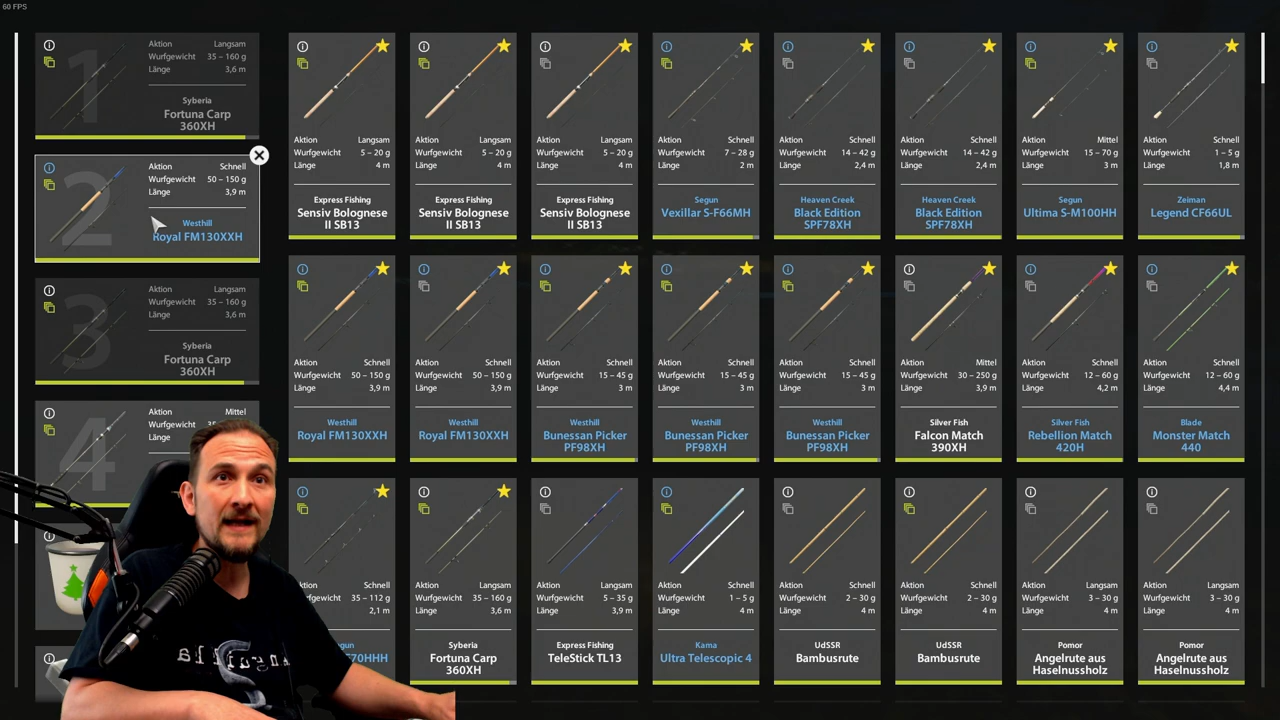 60 FPS
1
Aktion Langsam
Wurfgewicht 35 – 160 g
Länge 3,6 m
Syberia
Fortuna Carp
360XH
2
Aktion Schnell
Wurfgewicht 50 – 150 g
Länge 3,9 m
Westhill
Royal FM130XXH
3
Aktion Langsam
Wurfgewicht 35 – 160 g
Länge 3,6 m
Syberia
Fortuna Carp
360XH
4
Aktion Mittel
Wurfgewicht
Länge
Aktion Langsam
Wurfgewicht 5 – 20 g
Länge 4 m
Express Fishing
Sensiv Bolognese
II SB13
Aktion Langsam
Wurfgewicht 5 – 20 g
Länge 4 m
Express Fishing
Sensiv Bolognese
II SB13
Aktion Langsam
Wurfgewicht 5 – 20 g
Länge 4 m
Express Fishing
Sensiv Bolognese
II SB13
Aktion Schnell
Wurfgewicht 7 – 28 g
Länge 2 m
Segun
Vexillar S-F66MH
Aktion Schnell
Wurfgewicht 14 – 42 g
Länge 2,4 m
Heaven Creek
Black Edition
SPF78XH
Aktion Schnell
Wurfgewicht 14 – 42 g
Länge 2,4 m
Heaven Creek
Black Edition
SPF78XH
Aktion Mittel
Wurfgewicht 15 – 70 g
Länge 3 m
Segun
Ultima S-M100HH
Aktion Schnell
Wurfgewicht 1 – 5 g
Länge 1,8 m
Zeiman
Legend CF66UL
Aktion Schnell
Wurfgewicht 50 – 150 g
Länge 3,9 m
Westhill
Royal FM130XXH
Aktion Schnell
Wurfgewicht 50 – 150 g
Länge 3,9 m
Westhill
Royal FM130XXH
Aktion Schnell
Wurfgewicht 15 – 45 g
Länge 3 m
Westhill
Bunessan Picker
PF98XH
Aktion Schnell
Wurfgewicht 15 – 45 g
Länge 3 m
Westhill
Bunessan Picker
PF98XH
Aktion Schnell
Wurfgewicht 15 – 45 g
Länge 3 m
Westhill
Bunessan Picker
PF98XH
Aktion Mittel
Wurfgewicht 30 – 250 g
Länge 3,9 m
Silver Fish
Falcon Match
390XH
Aktion Schnell
Wurfgewicht 12 – 60 g
Länge 4,2 m
Silver Fish
Rebellion Match
420H
Aktion Schnell
Wurfgewicht 12 – 60 g
Länge 4,4 m
Blade
Monster Match
440
Aktion Schnell
Wurfgewicht 35 – 112 g
Länge 2,1 m
Aktion Langsam
Wurfgewicht 35 – 160 g
Länge 3,6 m
Syberia
Fortuna Carp
360XH
Aktion Langsam
Wurfgewicht 5 – 35 g
Länge 3,9 m
Express Fishing
TeleStick TL13
Aktion Schnell
Wurfgewicht 1 – 5 g
Länge 4 m
Kama
Ultra Telescopic 4
Aktion Schnell
Wurfgewicht 2 – 30 g
Länge 4 m
UdSSR
Bambusrute
Aktion Schnell
Wurfgewicht 2 – 30 g
Länge 4 m
UdSSR
Bambusrute
Aktion Langsam
Wurfgewicht 3 – 30 g
Länge 4 m
Pomor
Angelrute aus
Haselnussholz
Aktion Langsam
Wurfgewicht 3 – 30 g
Länge 4 m
Pomor
Angelrute aus
Haselnussholz